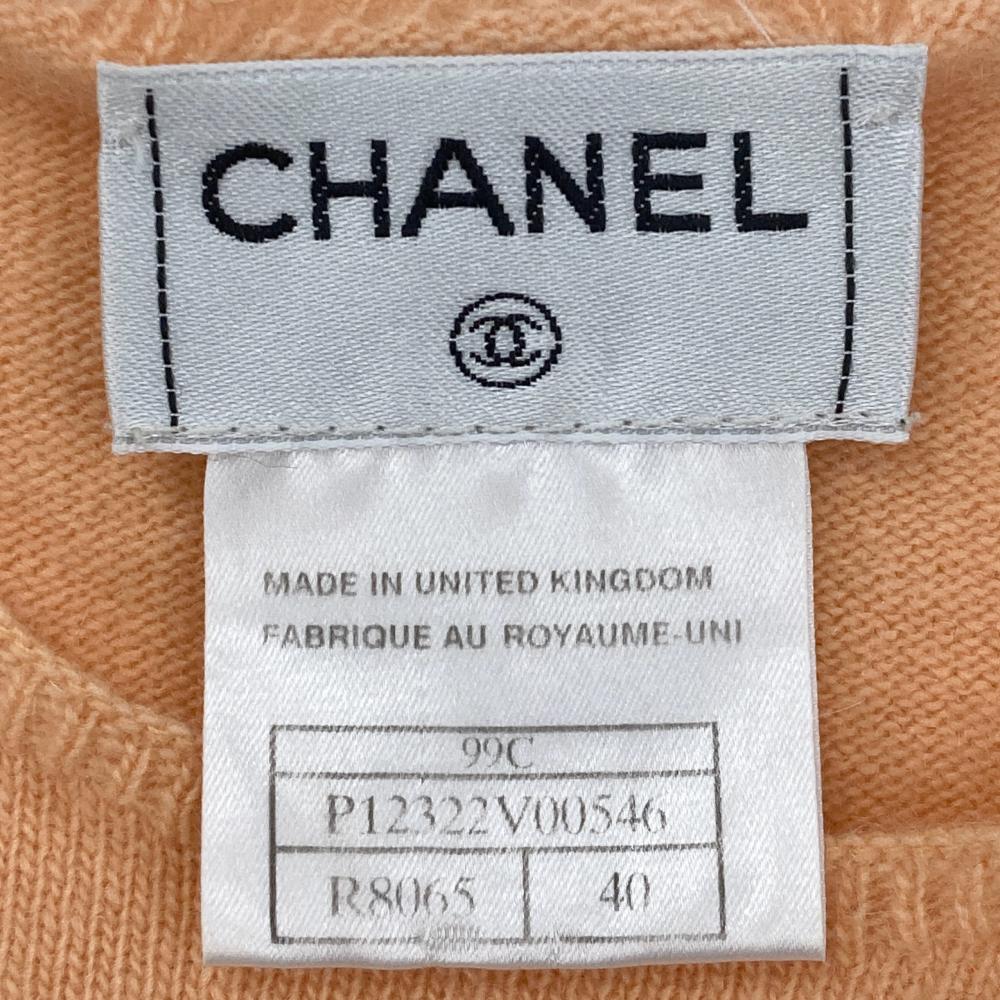 CHANEL
MADE IN UNITED KINGDOM
FABRIQUE AU ROYAUME-UNI
99C
P12322V00546
R8065 40